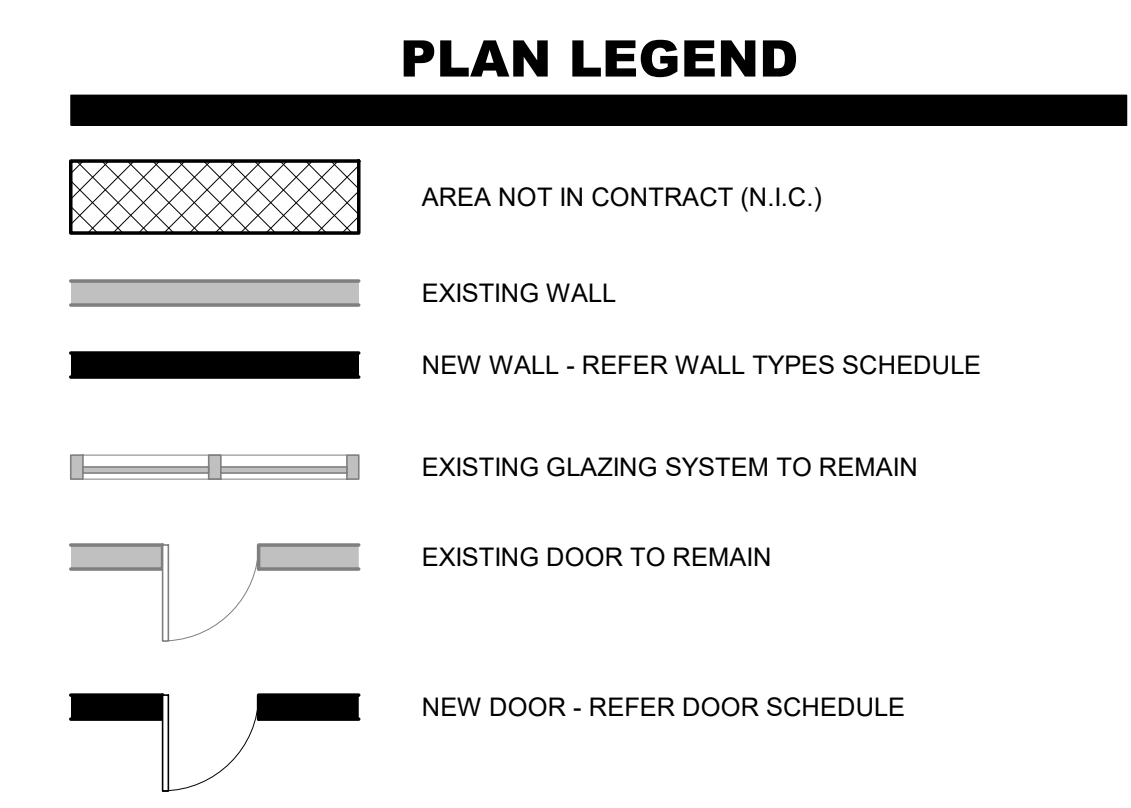 PLAN LEGEND
AREA NOT IN CONTRACT (N.I.C.)
EXISTING WALL
NEW WALL - REFER WALL TYPES SCHEDULE
EXISTING GLAZING SYSTEM TO REMAIN
EXISTING DOOR TO REMAIN
NEW DOOR - REFER DOOR SCHEDULE